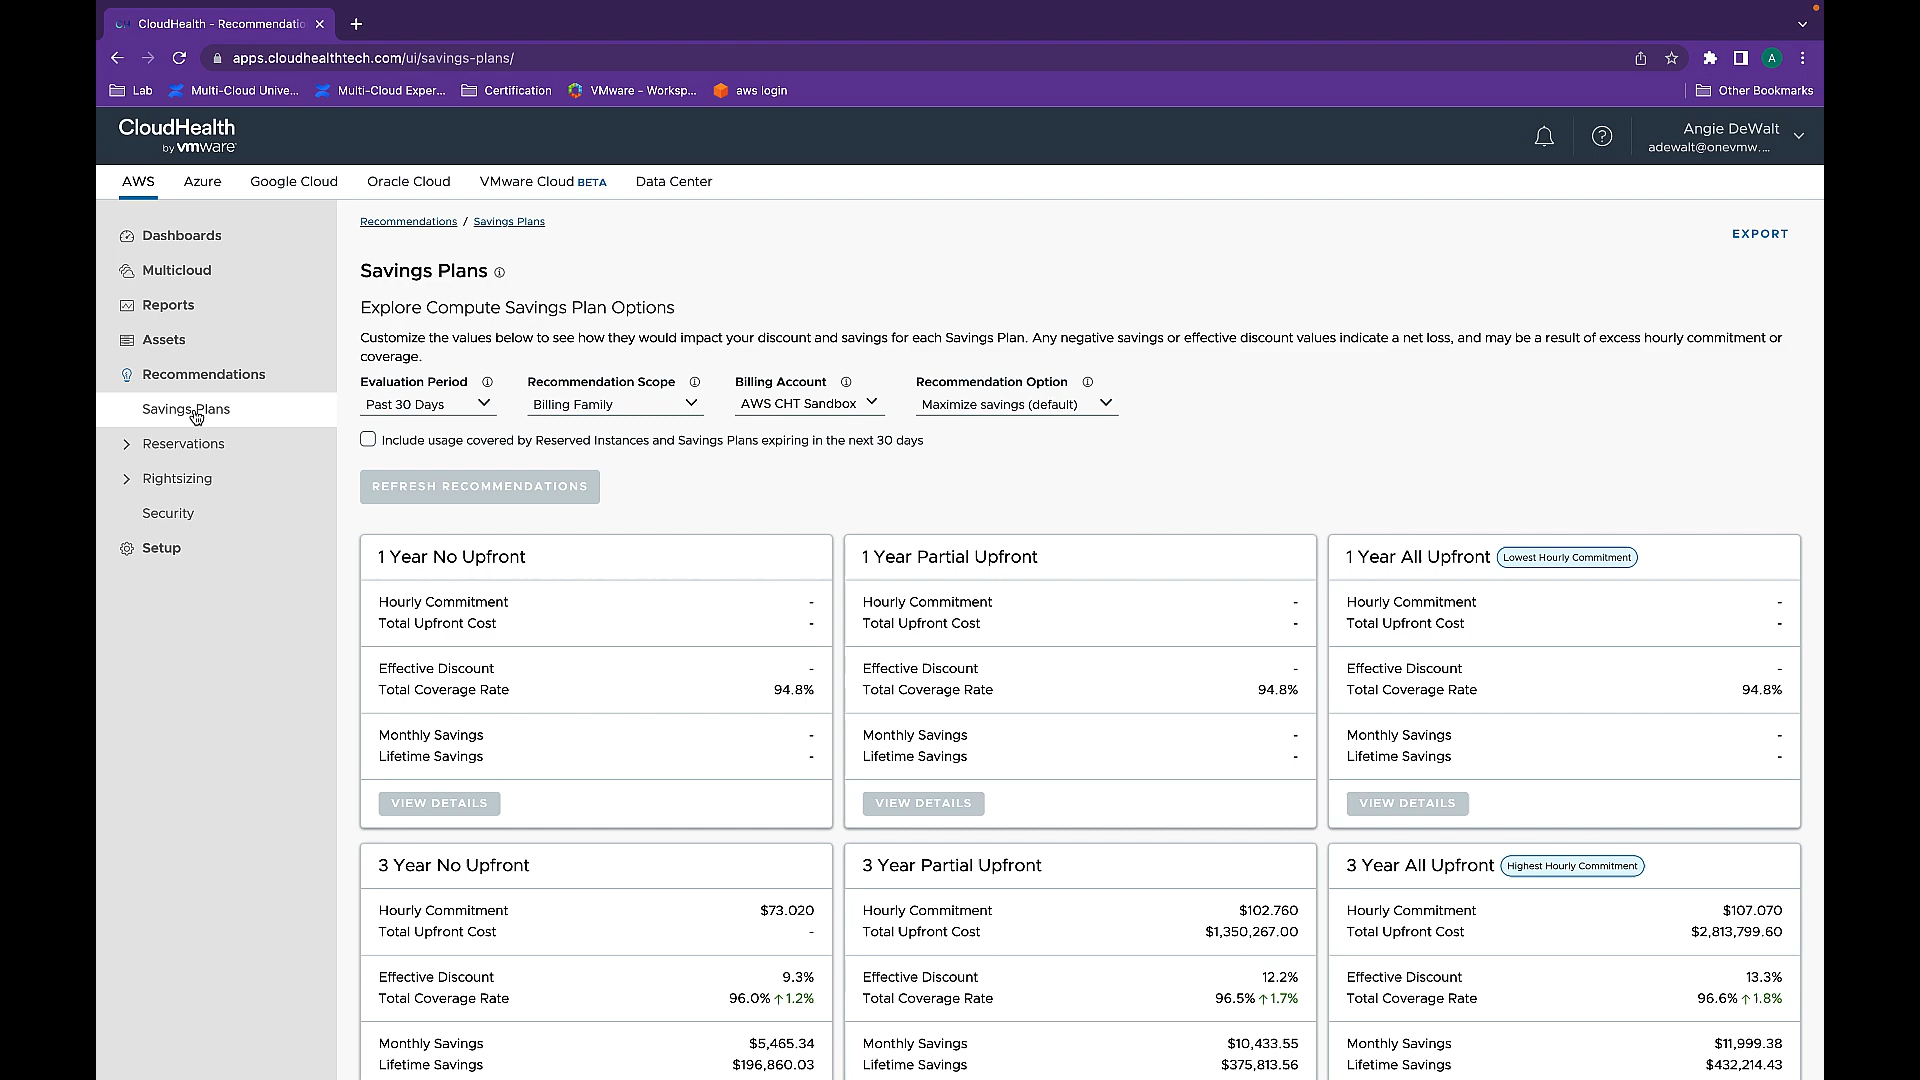 CloudHealth - Recommendatio
apps.cloudhealthtech.com/ui/savings-plans/
A
Lab
Multi-Cloud Unive...
Multi-Cloud Exper...
Certification
VMware - Worksp...
aws login
Other Bookmarks
CloudHealth
by vmware
Angie DeWalt
adewalt@onevmw....
AWS
Azure
Google Cloud
Oracle Cloud
VMware Cloud BETA
Data Center
Dashboards
Multicloud
Reports
Assets
Recommendations
Savings Plans
Reservations
Rightsizing
Security
Setup
Recommendations / Savings Plans
EXPORT
Savings Plans
Explore Compute Savings Plan Options
Customize the values below to see how they would impact your discount and savings for each Savings Plan. Any negative savings or effective discount values indicate a net loss, and may be a result of excess hourly commitment or
coverage.
Evaluation Period
Past 30 Days
Recommendation Scope
Billing Family
Billing Account
AWS CHT Sandbox
Recommendation Option
Maximize savings (default)
Include usage covered by Reserved Instances and Savings Plans expiring in the next 30 days
REFRESH RECOMMENDATIONS
1 Year No Upfront
Hourly Commitment -
Total Upfront Cost -
Effective Discount -
Total Coverage Rate 94.8%
Monthly Savings -
Lifetime Savings -
VIEW DETAILS
1 Year Partial Upfront
Hourly Commitment -
Total Upfront Cost -
Effective Discount -
Total Coverage Rate 94.8%
Monthly Savings -
Lifetime Savings -
VIEW DETAILS
1 Year All Upfront Lowest Hourly Commitment
Hourly Commitment -
Total Upfront Cost -
Effective Discount -
Total Coverage Rate 94.8%
Monthly Savings -
Lifetime Savings -
VIEW DETAILS
3 Year No Upfront
Hourly Commitment $73.020
Total Upfront Cost -
Effective Discount 9.3%
Total Coverage Rate 96.0% ↑1.2%
Monthly Savings $5,465.34
Lifetime Savings $196,860.03
3 Year Partial Upfront
Hourly Commitment $102.760
Total Upfront Cost $1,350,267.00
Effective Discount 12.2%
Total Coverage Rate 96.5% ↑1.7%
Monthly Savings $10,433.55
Lifetime Savings $375,813.56
3 Year All Upfront Highest Hourly Commitment
Hourly Commitment $107.070
Total Upfront Cost $2,813,799.60
Effective Discount 13.3%
Total Coverage Rate 96.6% ↑1.8%
Monthly Savings $11,999.38
Lifetime Savings $432,214.43